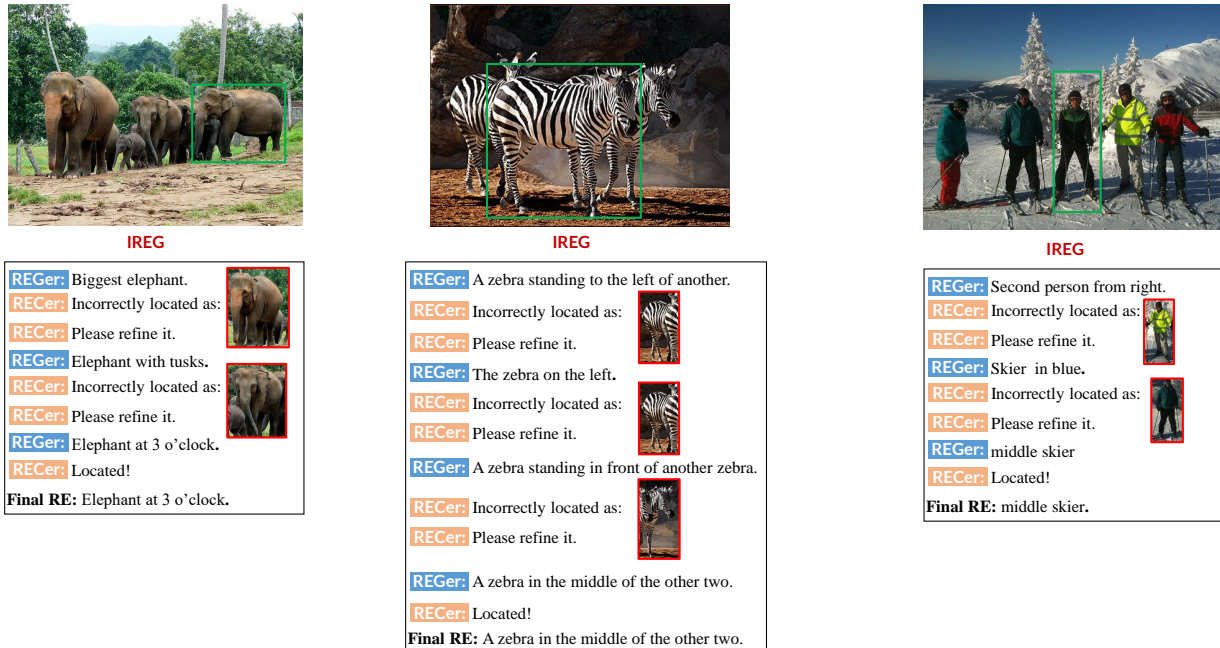 IREG
REGer: Biggest elephant.
RECer: Incorrectly located as:
RECer: Please refine it.
REGer: Elephant with tusks.
RECer: Incorrectly located as:
RECer: Please refine it.
REGer: Elephant at 3 o’clock.
RECer: Located!
Final RE: Elephant at 3 o’clock.
IREG
REGer: A zebra standing to the left of another.
RECer: Incorrectly located as:
RECer: Please refine it.
REGer: The zebra on the left.
RECer: Incorrectly located as:
RECer: Please refine it.
REGer: A zebra standing in front of another zebra.
RECer: Incorrectly located as:
RECer: Please refine it.
REGer: A zebra in the middle of the other two.
RECer: Located!
Final RE: A zebra in the middle of the other two.
IREG
REGer: Second person from right.
RECer: Incorrectly located as:
RECer: Please refine it.
REGer: Skier in blue.
RECer: Incorrectly located as:
RECer: Please refine it.
REGer: middle skier
RECer: Located!
Final RE: middle skier.